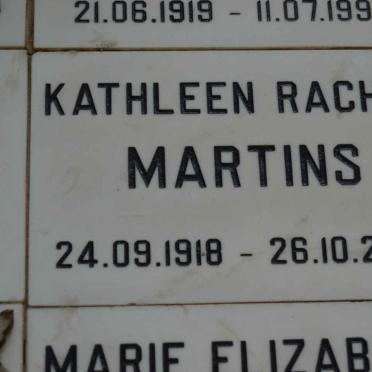 21.06.1919 - 11.07.199
KATHLEEN RACH
MARTINS
24.09.1918 - 26.10.2
MARIE ELIZAB